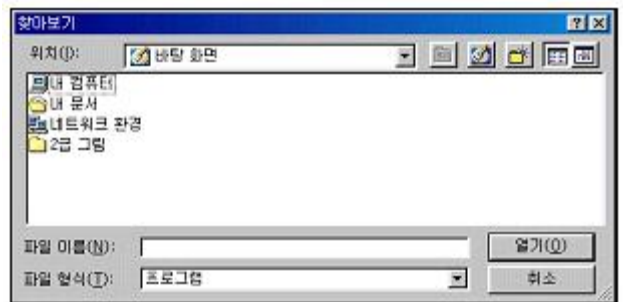 찾아보기
위치(I): 바탕 화면
내 컴퓨터
내 문서
네트워크 환경
2급 그림
파일 이름(N): 열기(O)
파일 형식(T): 프로그램 취소